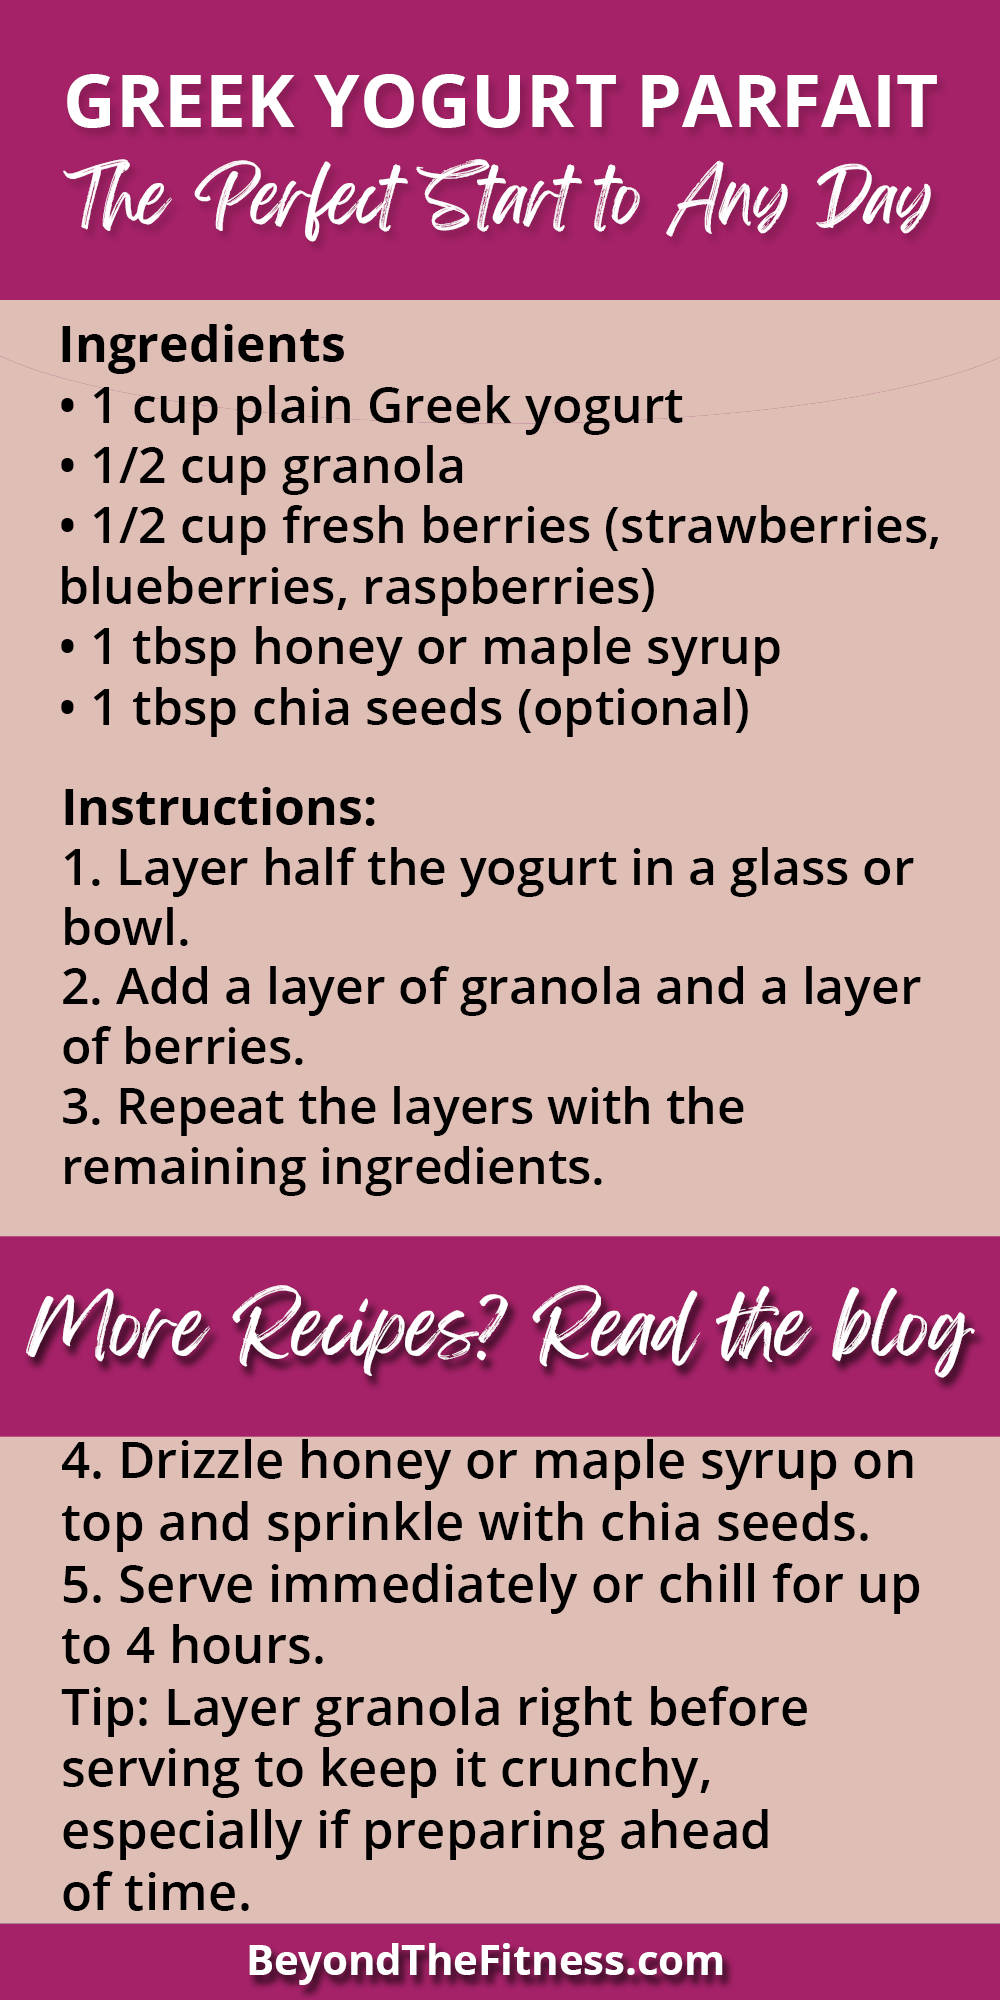 GREEK YOGURT PARFAIT
The Perfect Start to Any Day
Ingredients
• 1 cup plain Greek yogurt
• 1/2 cup granola
• 1/2 cup fresh berries (strawberries,
blueberries, raspberries)
• 1 tbsp honey or maple syrup
• 1 tbsp chia seeds (optional)
Instructions:
1. Layer half the yogurt in a glass or
bowl.
2. Add a layer of granola and a layer
of berries.
3. Repeat the layers with the
remaining ingredients.
More Recipes? Read the blog
4. Drizzle honey or maple syrup on
top and sprinkle with chia seeds.
5. Serve immediately or chill for up
to 4 hours.
Tip: Layer granola right before
serving to keep it crunchy,
especially if preparing ahead
of time.
BeyondTheFitness.com